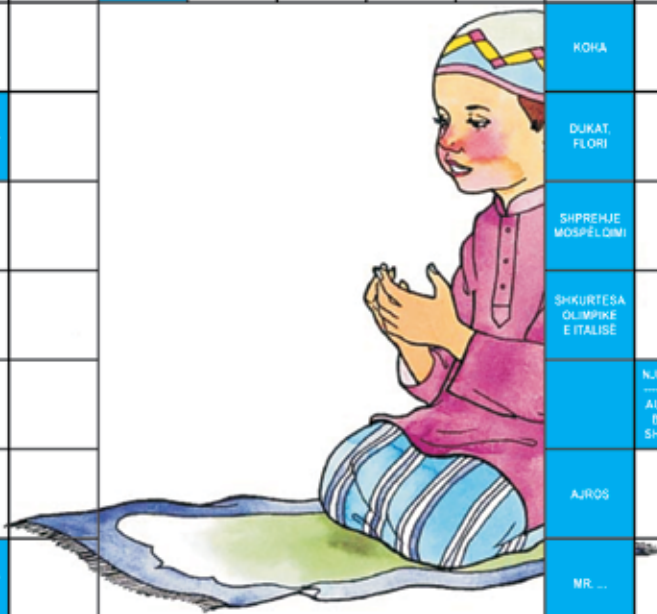 KOHA
DUKAT,
FLORI
SHPREHJE
MOSPËLQIMI
SHKURTESA
OLIMPIKE
E ITALISË
AJROS
MR. ...